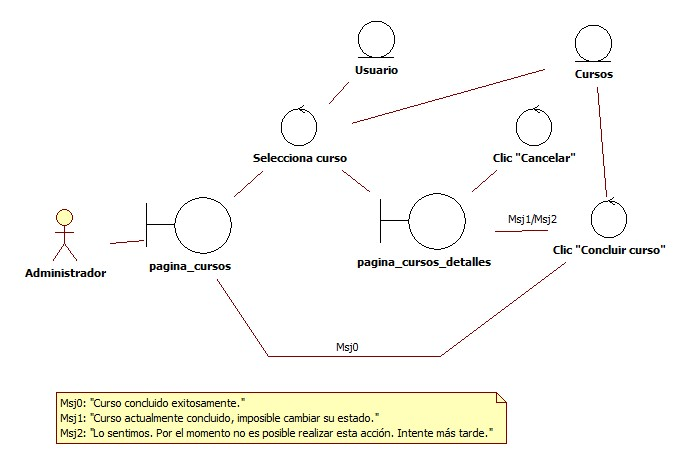 Usuario
Cursos
Selecciona curso
Clic "Cancelar"
Msj1/Msj2
Administrador
pagina_cursos
pagina_cursos_detalles
Clic "Concluir curso"
Msj0
Msj0: "Curso concluido exitosamente."
Msj1: "Curso actualmente concluido, imposible cambiar su estado."
Msj2: "Lo sentimos. Por el momento no es posible realizar esta acción. Intente más tarde."